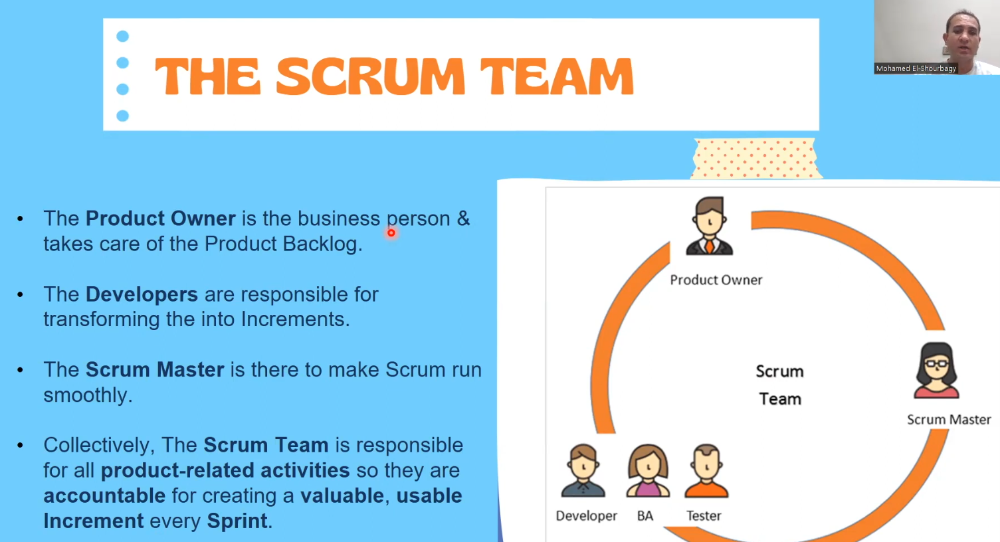 THE SCRUM TEAM
Mohamed El-Shourbagy
• The Product Owner is the business person &
takes care of the Product Backlog.
• The Developers are responsible for
transforming the into Increments.
• The Scrum Master is there to make Scrum run
smoothly.
• Collectively, The Scrum Team is responsible
for all product-related activities so they are
accountable for creating a valuable, usable
Increment every Sprint.
Product Owner
Scrum
Team
Scrum Master
Developer BA Tester